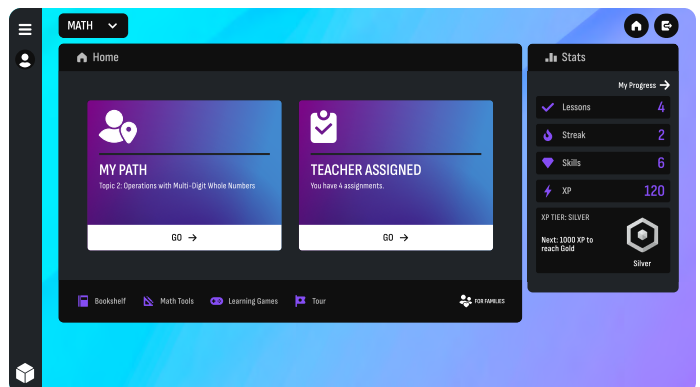 MATH
Home
MY PATH
Topic 2: Operations with Multi-Digit Whole Numbers
GO
TEACHER ASSIGNED
You have 4 assignments.
GO
Bookshelf
Math Tools
Learning Games
Tour
FOR FAMILIES
Stats
My Progress
Lessons 4
Streak 2
Skills 6
XP 120
XP TIER: SILVER
Next: 1000 XP to
reach Gold
Silver